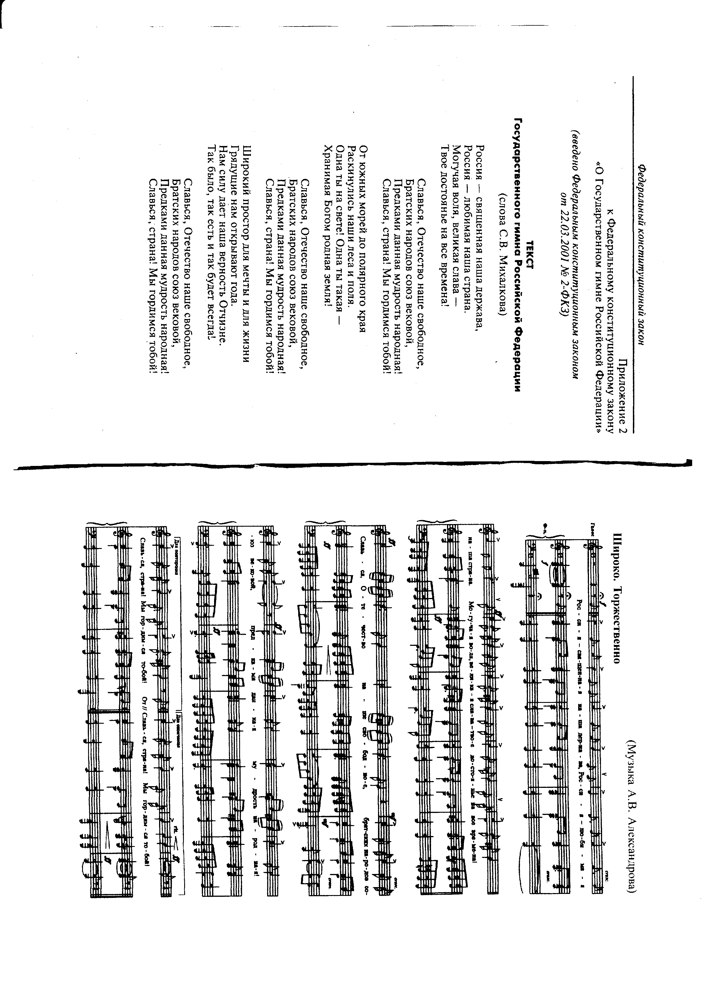 Федеральный конституционный закон
Приложение 2
к Федеральному конституционному закону
«О Государственном гимне Российской Федерации»
(введено Федеральным конституционным законом
от 22.03.2001 № 2-ФКЗ)
ТЕКСТ
Государственного гимна Российской Федерации
(слова С.В. Михалкова)
Россия — священная наша держава,
Россия — любимая наша страна.
Могучая воля, великая слава —
Твое достоянье на все времена!
Славься, Отечество наше свободное,
Братских народов союз вековой,
Предками данная мудрость народная!
Славься, страна! Мы гордимся тобой!
От южных морей до полярного края
Раскинулись наши леса и поля.
Одна ты на свете! Одна ты такая —
Хранимая Богом родная земля!
Славься, Отечество наше свободное,
Братских народов союз вековой,
Предками данная мудрость народная!
Славься, страна! Мы гордимся тобой!
Широкий простор для мечты и для жизни
Грядущие нам открывают года.
Нам силу дает наша верность Отчизне.
Так было, так есть и так будет всегда!
Славься, Отечество наше свободное,
Братских народов союз вековой,
Предками данная мудрость народная!
Славься, страна! Мы гордимся тобой!
(Музыка А.В. Александрова)
Широко. Торжественно
Голос
Ф-п.
Рос - си - я – свя-щен-на - я на - ша дер-жа - ва, Рос - си - я – лю-би - ма - я
на - ша стра-на. Мо-гу-ча-я во-ля, ве - ли-ка - я сла-ва – тво-е до-сто-я - нье на все вре-ме-на!
Славь - ся, О - те - чест-во на - ше сво - бод - но-е, брат-ских на-ро-дов со-
- юз ве-ко-вой, пред - ка - ми дан - на-я му - дрость на - род - на-я!
Для повторения
Для окончания
rit.
Славь-ся, стра-на! Мы гор-дим-ся то-бой! От // Славь-ся, стра-на! Мы гор-дим-ся то-бой!